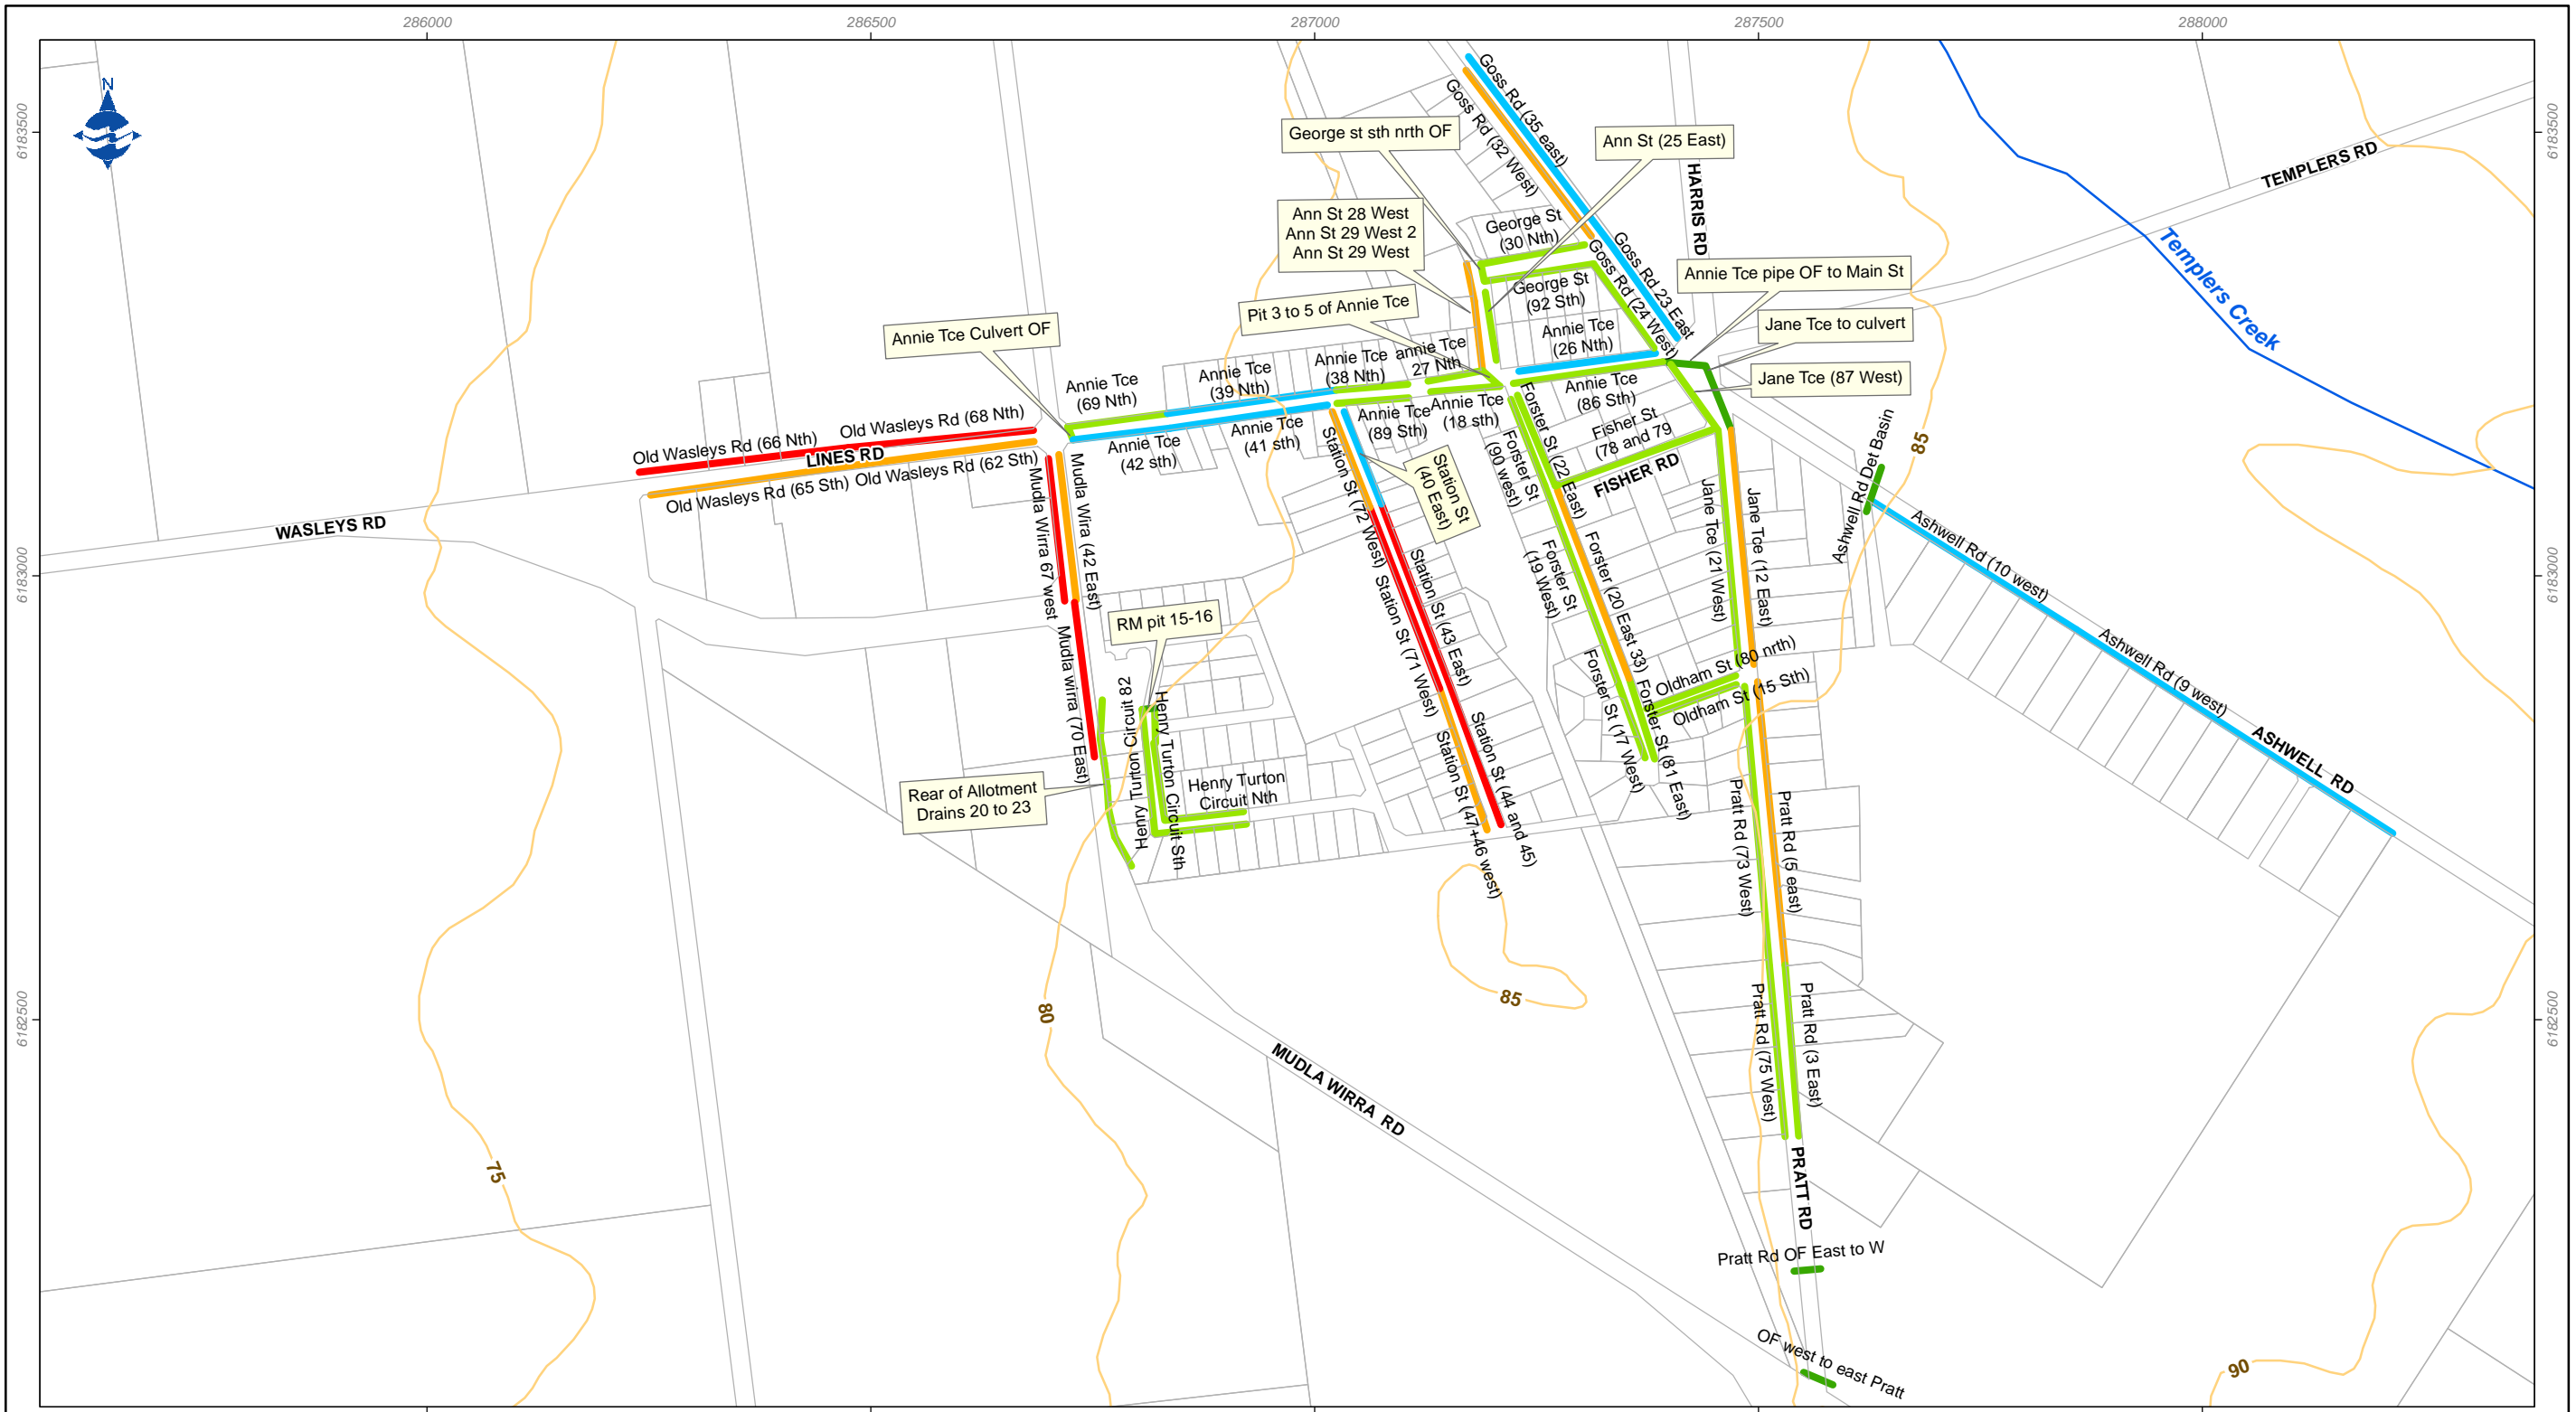 286000
286500
287000
287500
288000
6183500
6183500
6183000
6183000
6182500
6182500
N
Goss Rd (35 east)
Goss Rd (32 West)
George st sth nrth OF
Ann St (25 East)
HARRIS RD
TEMPLERS RD
Templers Creek
Ann St 28 West
Ann St 29 West 2
Ann St 29 West
George St
(30 Nth)
Goss Rd 23 East
Goss Rd (24 West)
George St
(92 Sth)
Annie Tce pipe OF to Main St
Pit 3 to 5 of Annie Tce
Jane Tce to culvert
Annie Tce Culvert OF
Annie Tce
(26 Nth)
annie Tce
27 Nth
Annie Tce
(38 Nth)
Annie Tce
(39 Nth)
Annie Tce
(69 Nth)
Jane Tce (87 West)
Annie Tce
(86 Sth)
Annie Tce
(18 sth)
Annie Tce
(89 Sth)
Annie Tce
(41 sth)
Annie Tce
(42 sth)
Old Wasleys Rd (68 Nth)
Old Wasleys Rd (66 Nth)
LINES RD
Old Wasleys Rd (62 Sth)
Old Wasleys Rd (65 Sth)
WASLEYS RD
Fisher St
(78 and 79
FISHER RD
Forster St (22 East)
Forster St
(90 west)
Station St
(40 East)
Station St (72 West)
Mudla Wira (42 East)
Mudla Wirra 67 west
Ashwell Rd Det Basin
85
Ashwell Rd (10 west)
Jane Tce (21 West)
Jane Tce (12 East)
Forster (20 East 33)
Forster St
(19 West)
Station St (43 East)
Station St (71 West)
RM pit 15-16
Mudla wirra (70 East)
Ashwell Rd (9 west)
ASHWELL RD
Oldham St (80 nrth)
Oldham St (15 Sth)
Forster St (17 West)
Forster St (81 East)
Station St (44 and 45)
Station St (47+46 west)
Henry Turton Circuit 82
Henry Turton Circuit Sth
Henry Turton
Circuit Nth
Rear of Allotment
Drains 20 to 23
Pratt Rd (73 West)
Pratt Rd (5 east)
85
80
Pratt Rd (75 West)
Pratt Rd (3 East)
MUDLA WIRRA RD
75
PRATT RD
Pratt Rd OF East to W
OF west to east Pratt
90